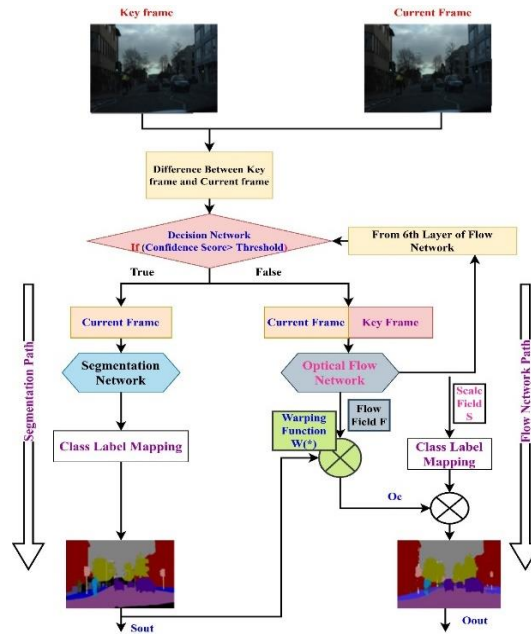 Key frame
Current Frame
Difference Between Key
frame and Current frame
Decision Network
If (Confidence Score> Threshold)
From 6th Layer of Flow
Network
True
False
Current Frame
Current Frame
Key Frame
Segmentation
Network
Optical Flow
Network
Segmentation Path
Flow Network Path
Scale
Field
S
Flow
Field F
Warping
Function
W(*)
Class Label Mapping
Class Label
Mapping
Oc
Sout
Oout